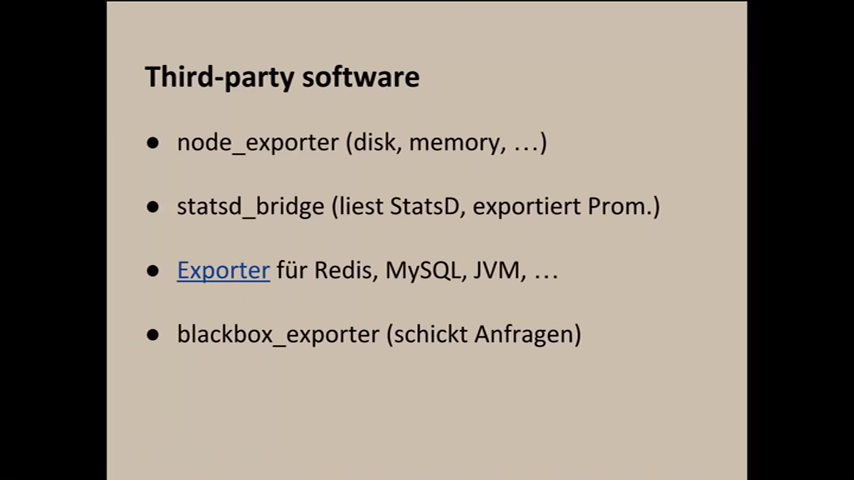 Third-party software
● node_exporter (disk, memory, …)
● statsd_bridge (liest StatsD, exportiert Prom.)
● Exporter für Redis, MySQL, JVM, …
● blackbox_exporter (schickt Anfragen)